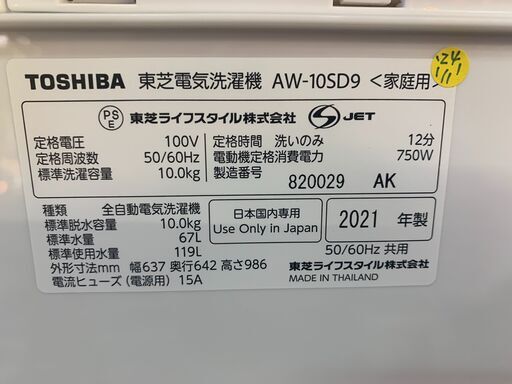 TOSHIBA 東芝電気洗濯機 AW-10SD9 <家庭用>
PS E 東芝ライフスタイル株式会社 S JET
定格電圧 100V
定格周波数 50/60Hz
標準洗濯容量 10.0kg
定格時間 洗いのみ 12分
電動機定格消費電力 750W
製造番号 820029 AK
種類 全自動電気洗濯機
標準脱水容量 10.0kg
標準水量 67L
標準使用水量 119L
外形寸法mm 幅637 奥行642 高さ986
電流ヒューズ (電源用) 15A
日本国内専用
Use Only in Japan
2021 年製
50/60Hz 共用
東芝ライフスタイル株式会社
MADE IN THAILAND